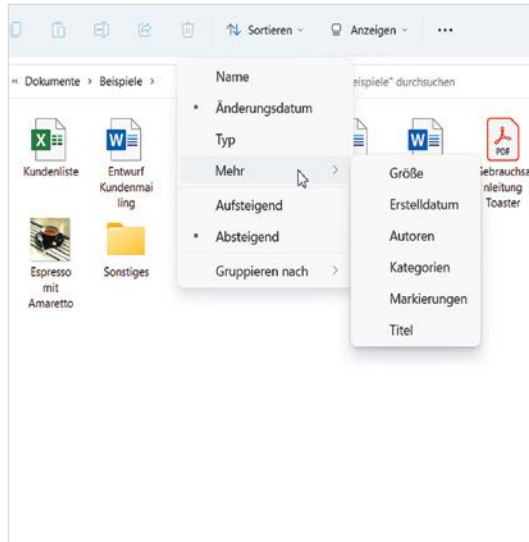 Sortieren Anzeigen
« Dokumente > Beispiele > eispiele" durchsuchen
Name
Änderungsdatum
Typ
Mehr
Aufsteigend
Absteigend
Gruppieren nach
Größe
Erstelldatum
Autoren
Kategorien
Markierungen
Titel
Kundenliste
Entwurf
Kundenmai
ling
PDF
Gebrauchsa
nleitung
Toaster
Espresso
mit
Amaretto
Sonstiges